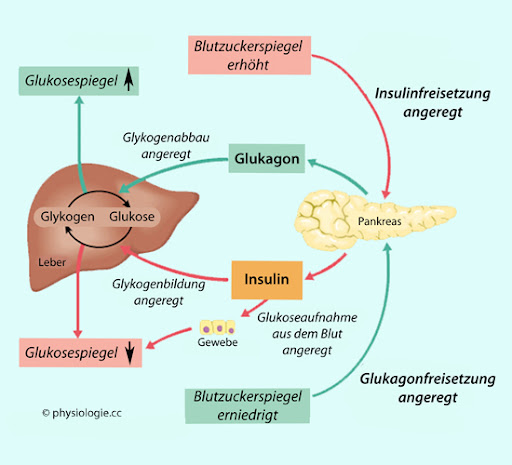 Blutzuckerspiegel
erhöht
Glukosespiegel
Insulinfreisetzung
angeregt
Glykogenabbau
angeregt
Glukagon
Glykogen
Glukose
Pankreas
Leber
Insulin
Glykogenbildung
angeregt
Glukoseaufnahme
aus dem Blut
angeregt
Gewebe
Glukosespiegel
Glukagonfreisetzung
angeregt
Blutzuckerspiegel
erniedrigt
© physiologie.cc